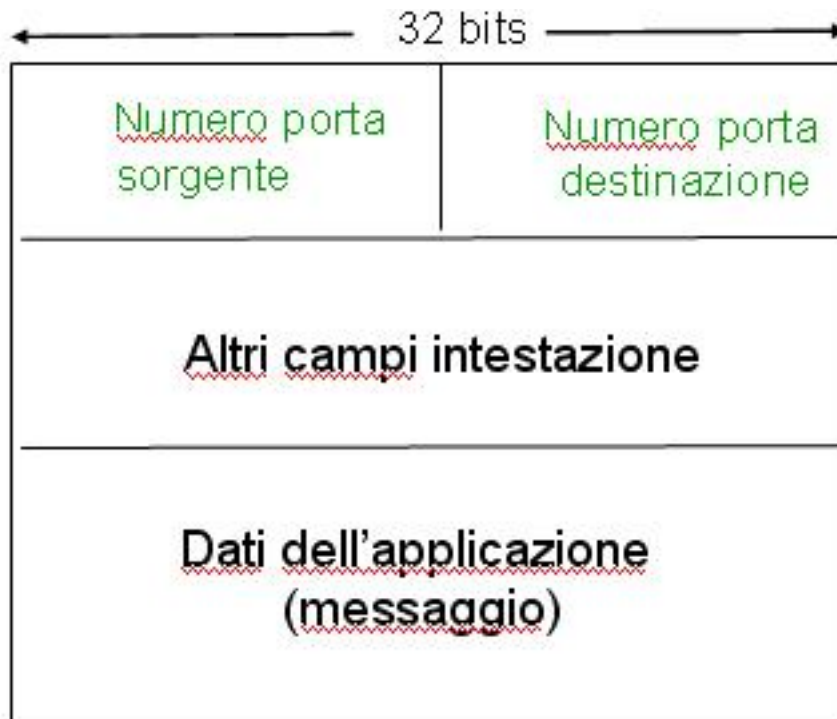 32 bits
Numero porta
sorgente
Numero porta
destinazione
Altri campi intestazione
Dati dell'applicazione
(messaggio)